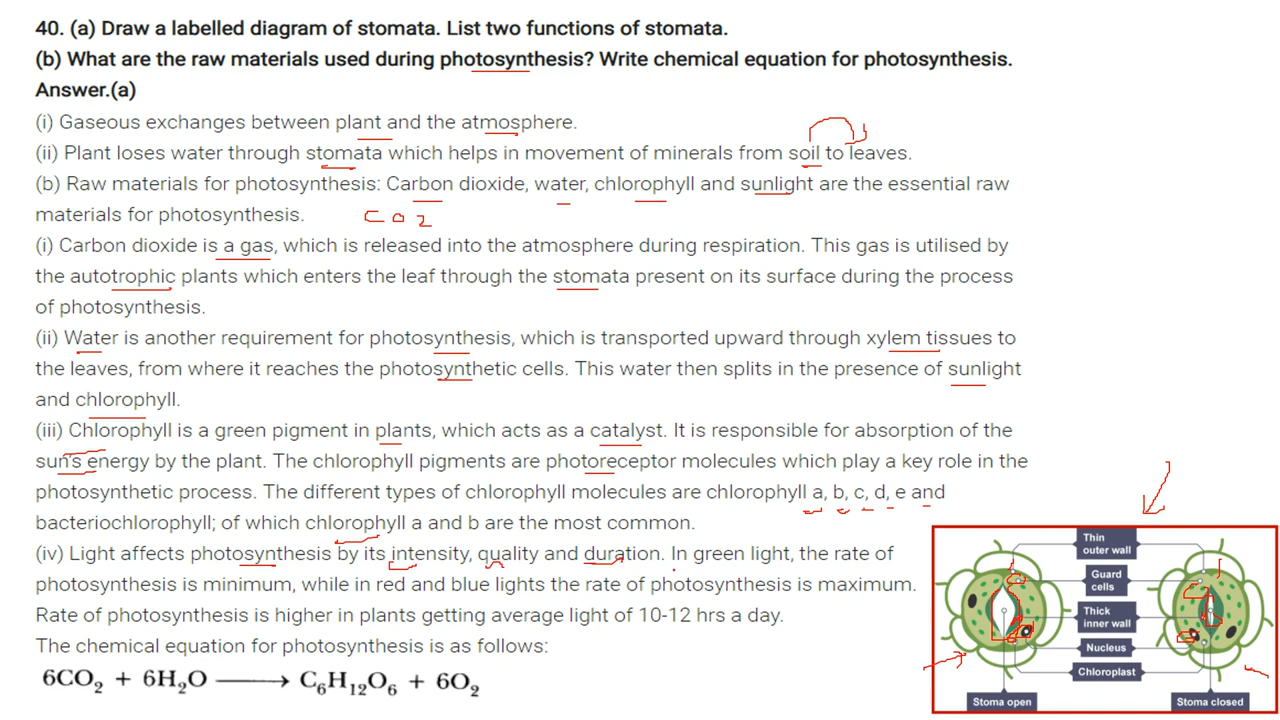 40. (a) Draw a labelled diagram of stomata. List two functions of stomata.
(b) What are the raw materials used during photosynthesis? Write chemical equation for photosynthesis.
Answer.(a)
(i) Gaseous exchanges between plant and the atmosphere.
(ii) Plant loses water through stomata which helps in movement of minerals from soil to leaves.
(b) Raw materials for photosynthesis: Carbon dioxide, water, chlorophyll and sunlight are the essential raw
materials for photosynthesis.
CO2
(i) Carbon dioxide is a gas, which is released into the atmosphere during respiration. This gas is utilised by
the autotrophic plants which enters the leaf through the stomata present on its surface during the process
of photosynthesis.
(ii) Water is another requirement for photosynthesis, which is transported upward through xylem tissues to
the leaves, from where it reaches the photosynthetic cells. This water then splits in the presence of sunlight
and chlorophyll.
(iii) Chlorophyll is a green pigment in plants, which acts as a catalyst. It is responsible for absorption of the
sun's energy by the plant. The chlorophyll pigments are photoreceptor molecules which play a key role in the
photosynthetic process. The different types of chlorophyll molecules are chlorophyll a, b, c, d, e and
bacteriochlorophyll; of which chlorophyll a and b are the most common.
(iv) Light affects photosynthesis by its intensity, quality and duration. In green light, the rate of
photosynthesis is minimum, while in red and blue lights the rate of photosynthesis is maximum.
Rate of photosynthesis is higher in plants getting average light of 10-12 hrs a day.
The chemical equation for photosynthesis is as follows:
6CO₂ + 6H₂O ⟶ C₆H₁₂O₆ + 6O₂
Thin
outer wall
Guard
cells
Thick
inner wall
Nucleus
Chloroplast
Stoma open
Stoma closed